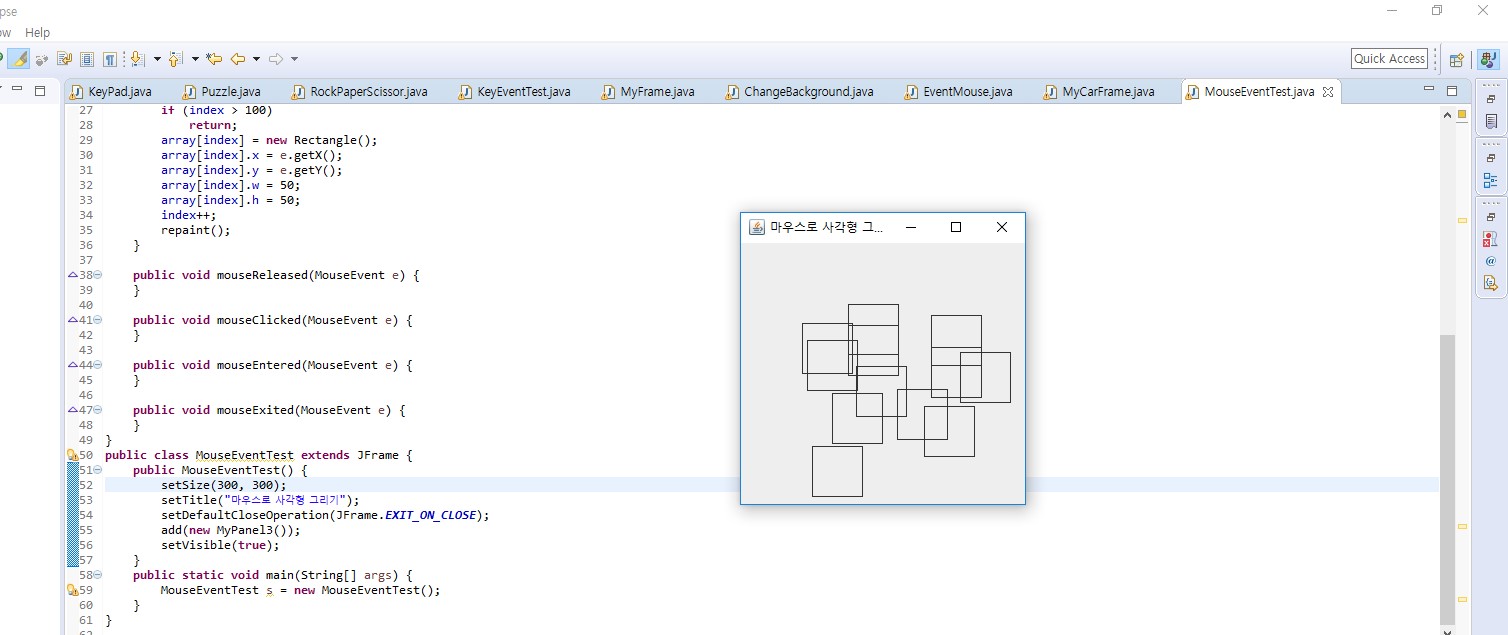 pse
ow Help
Quick Access
KeyPad.java Puzzle.java RockPaperScissor.java KeyEventTest.java MyFrame.java ChangeBackground.java EventMouse.java MyCarFrame.java MouseEventTest.java
27 if (index > 100)
28 return;
29 array[index] = new Rectangle();
30 array[index].x = e.getX();
31 array[index].y = e.getY();
32 array[index].w = 50;
33 array[index].h = 50;
34 index++;
35 repaint();
36 }
37
38 public void mouseReleased(MouseEvent e) {
39 }
40
41 public void mouseClicked(MouseEvent e) {
42 }
43
44 public void mouseEntered(MouseEvent e) {
45 }
46
47 public void mouseExited(MouseEvent e) {
48 }
49 }
50 public class MouseEventTest extends JFrame {
51 public MouseEventTest() {
52 setSize(300, 300);
53 setTitle("마우스로 사각형 그리기");
54 setDefaultCloseOperation(JFrame.EXIT_ON_CLOSE);
55 add(new MyPanel3());
56 setVisible(true);
57 }
58 public static void main(String[] args) {
59 MouseEventTest s = new MouseEventTest();
60 }
61 }
62
마우스로 사각형 그...